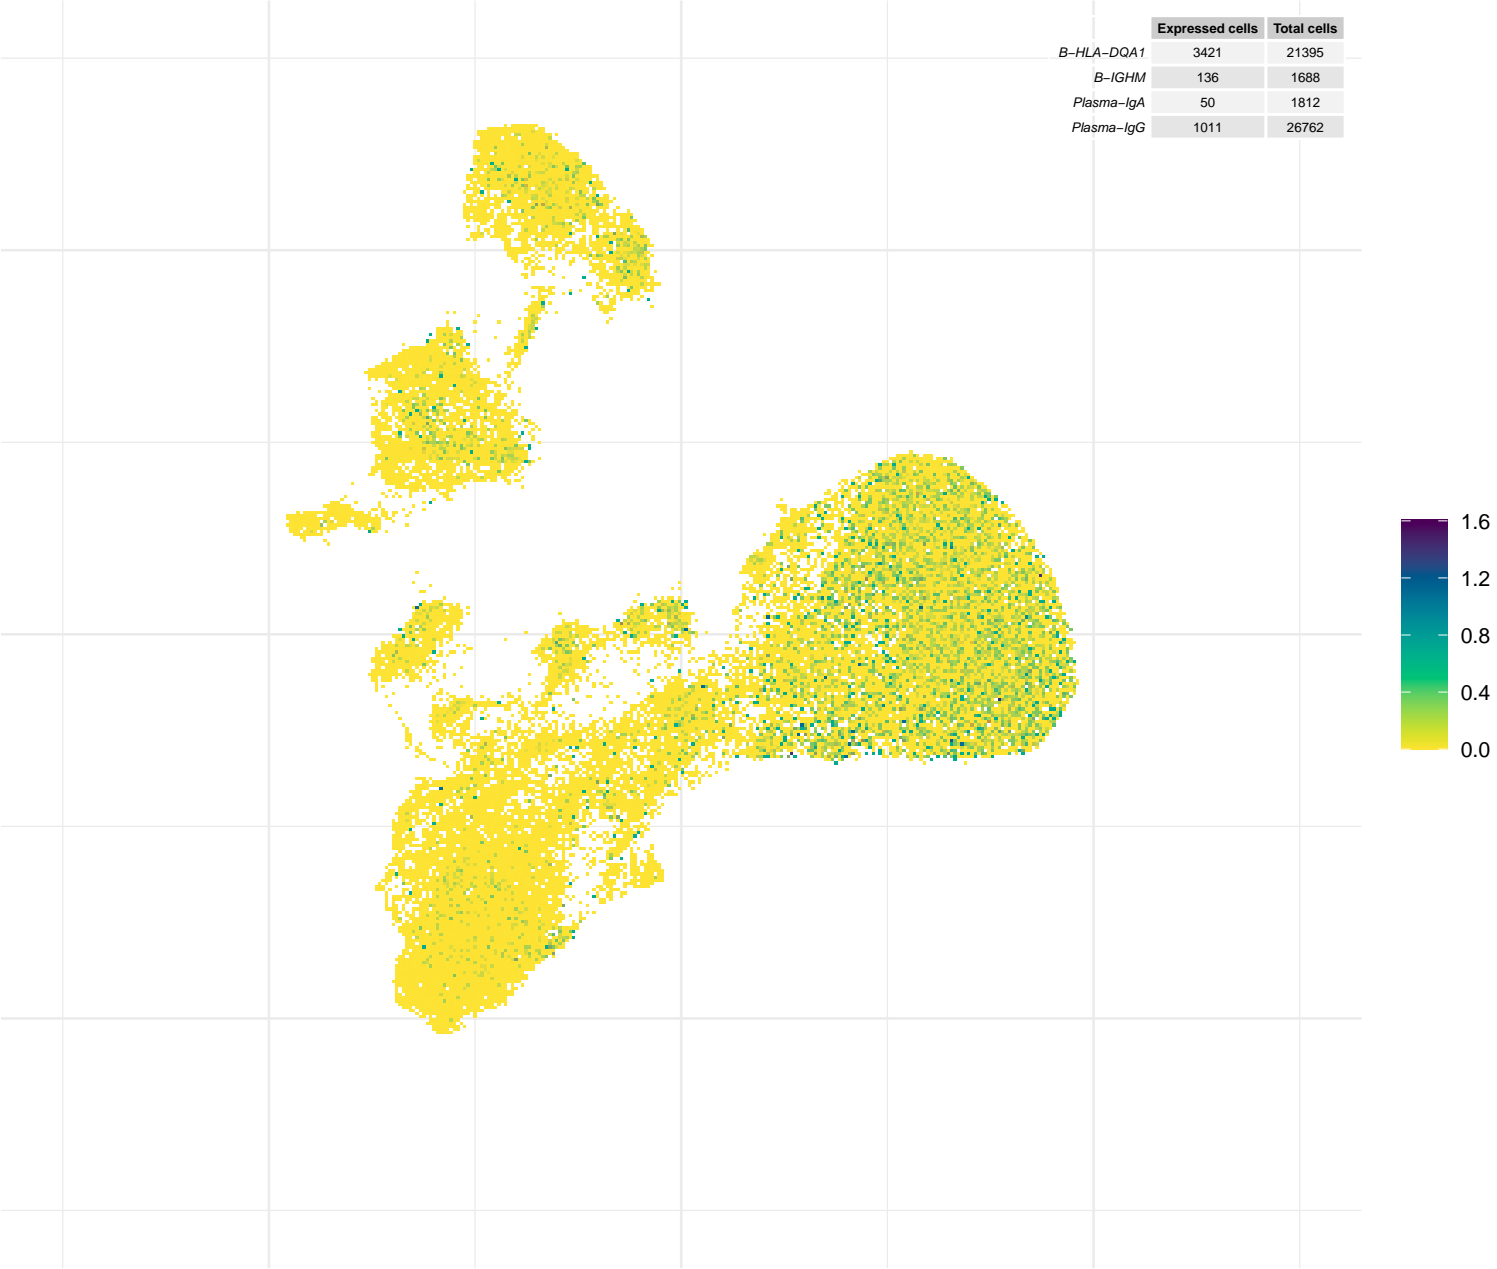 Expressed cells Total cells
B−HLA−DQA1 3421 21395
B−IGHM 136 1688
Plasma−IgA 50 1812
Plasma−IgG 1011 26762
1.6
1.2
0.8
0.4
0.0